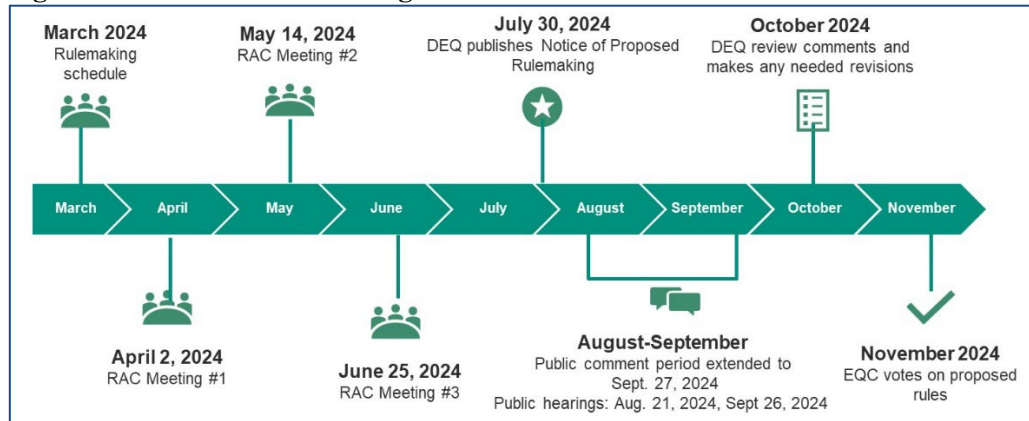 March 2024
Rulemaking
schedule
May 14, 2024
RAC Meeting #2
July 30, 2024
DEQ publishes Notice of Proposed
Rulemaking
October 2024
DEQ review comments and
makes any needed revisions
March
April
May
June
July
August
September
October
November
April 2, 2024
RAC Meeting #1
June 25, 2024
RAC Meeting #3
August-September
Public comment period extended to
Sept. 27, 2024
Public hearings: Aug. 21, 2024, Sept 26, 2024
November 2024
EQC votes on proposed
rules